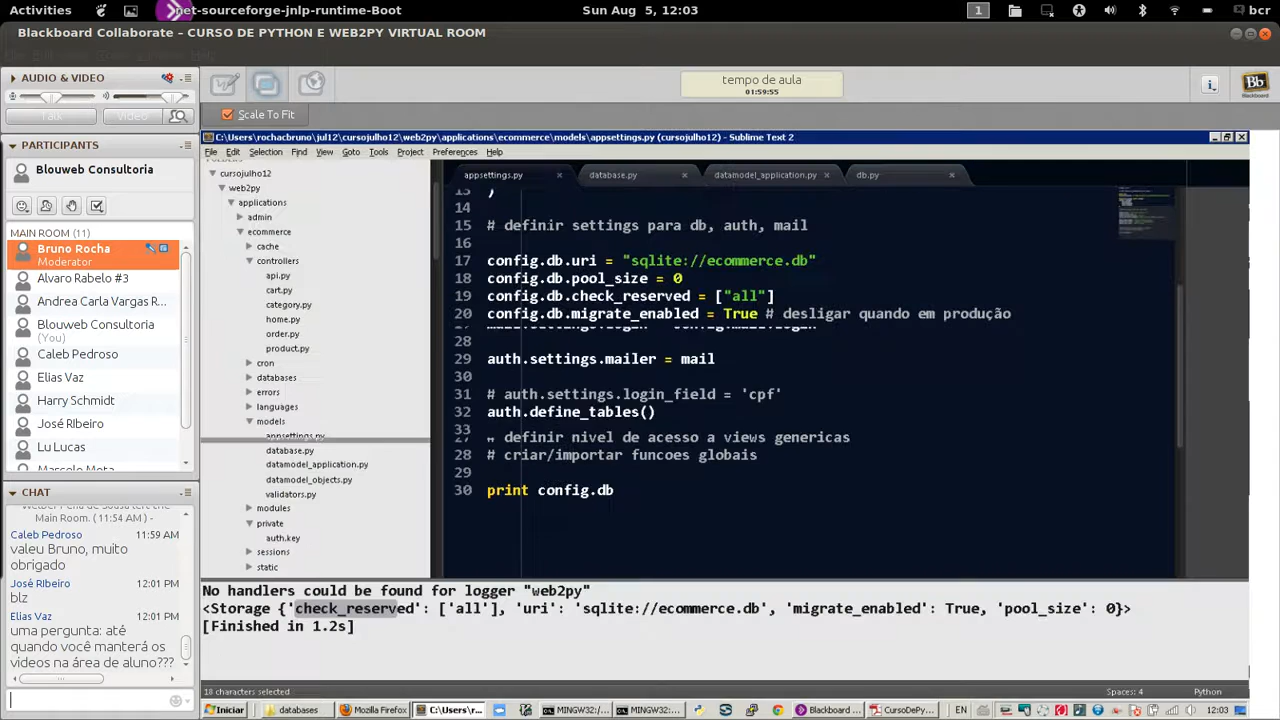 Activities
net-sourceforge-jnlp-runtime-Boot
Sun Aug 5, 12:03
1
bcr
Blackboard Collaborate – CURSO DE PYTHON E WEB2PY VIRTUAL ROOM
AUDIO & VIDEO
Talk
Video
tempo de aula
01:59:55
Bb
Scale To Fit
PARTICIPANTS
Blouweb Consultoria
MAIN ROOM (11)
Bruno Rocha
Moderator
Alvaro Rabelo #3
Andrea Carla Vargas R...
Blouweb Consultoria
(You)
Caleb Pedroso
Elias Vaz
Harry Schmidt
José RIbeiro
Lu Lucas
Marcelo Mota
CHAT
Main Room. ( 11:54 AM ) -
Caleb Pedroso 11:59 AM
valeu Bruno, muito
obrigado
José RIbeiro 12:01 PM
blz
Elias Vaz 12:01 PM
uma pergunta: até
quando você manterá os
videos na área de aluno???
C:\Users\rochacbruno\jul12\cursojulho12\web2py\applications\ecommerce\models\appsettings.py (cursojulho12) - Sublime Text 2
File Edit Selection Find View Goto Tools Project Preferences Help
FOLDERS
cursojulho12
web2py
applications
admin
ecommerce
cache
controllers
api.py
cart.py
category.py
home.py
order.py
product.py
cron
databases
errors
languages
models
appsettings.py
database.py
datamodel_application.py
datamodel_objects.py
validators.py
modules
private
auth.key
sessions
static
appsettings.py × database.py × datamodel_application.py × db.py ×
13 )
14
15 # definir settings para db, auth, mail
16
17 config.db.uri = "sqlite://ecommerce.db"
18 config.db.pool_size = 0
19 config.db.check_reserved = ["all"]
20 config.db.migrate_enabled = True # desligar quando em produção
28
29 auth.settings.mailer = mail
30
31 # auth.settings.login_field = 'cpf'
32 auth.define_tables()
33
27 # definir nivel de acesso a views genericas
28 # criar/importar funcoes globais
29
30 print config.db
No handlers could be found for logger "web2py"
<Storage {'check_reserved': ['all'], 'uri': 'sqlite://ecommerce.db', 'migrate_enabled': True, 'pool_size': 0}>
[Finished in 1.2s]
18 characters selected
Spaces: 4
Python
Iniciar
databases
Mozilla Firefox
C:\Users\r...
MINGW32:/...
MINGW32:...
Blackboard ...
CursoDePy...
EN
12:03